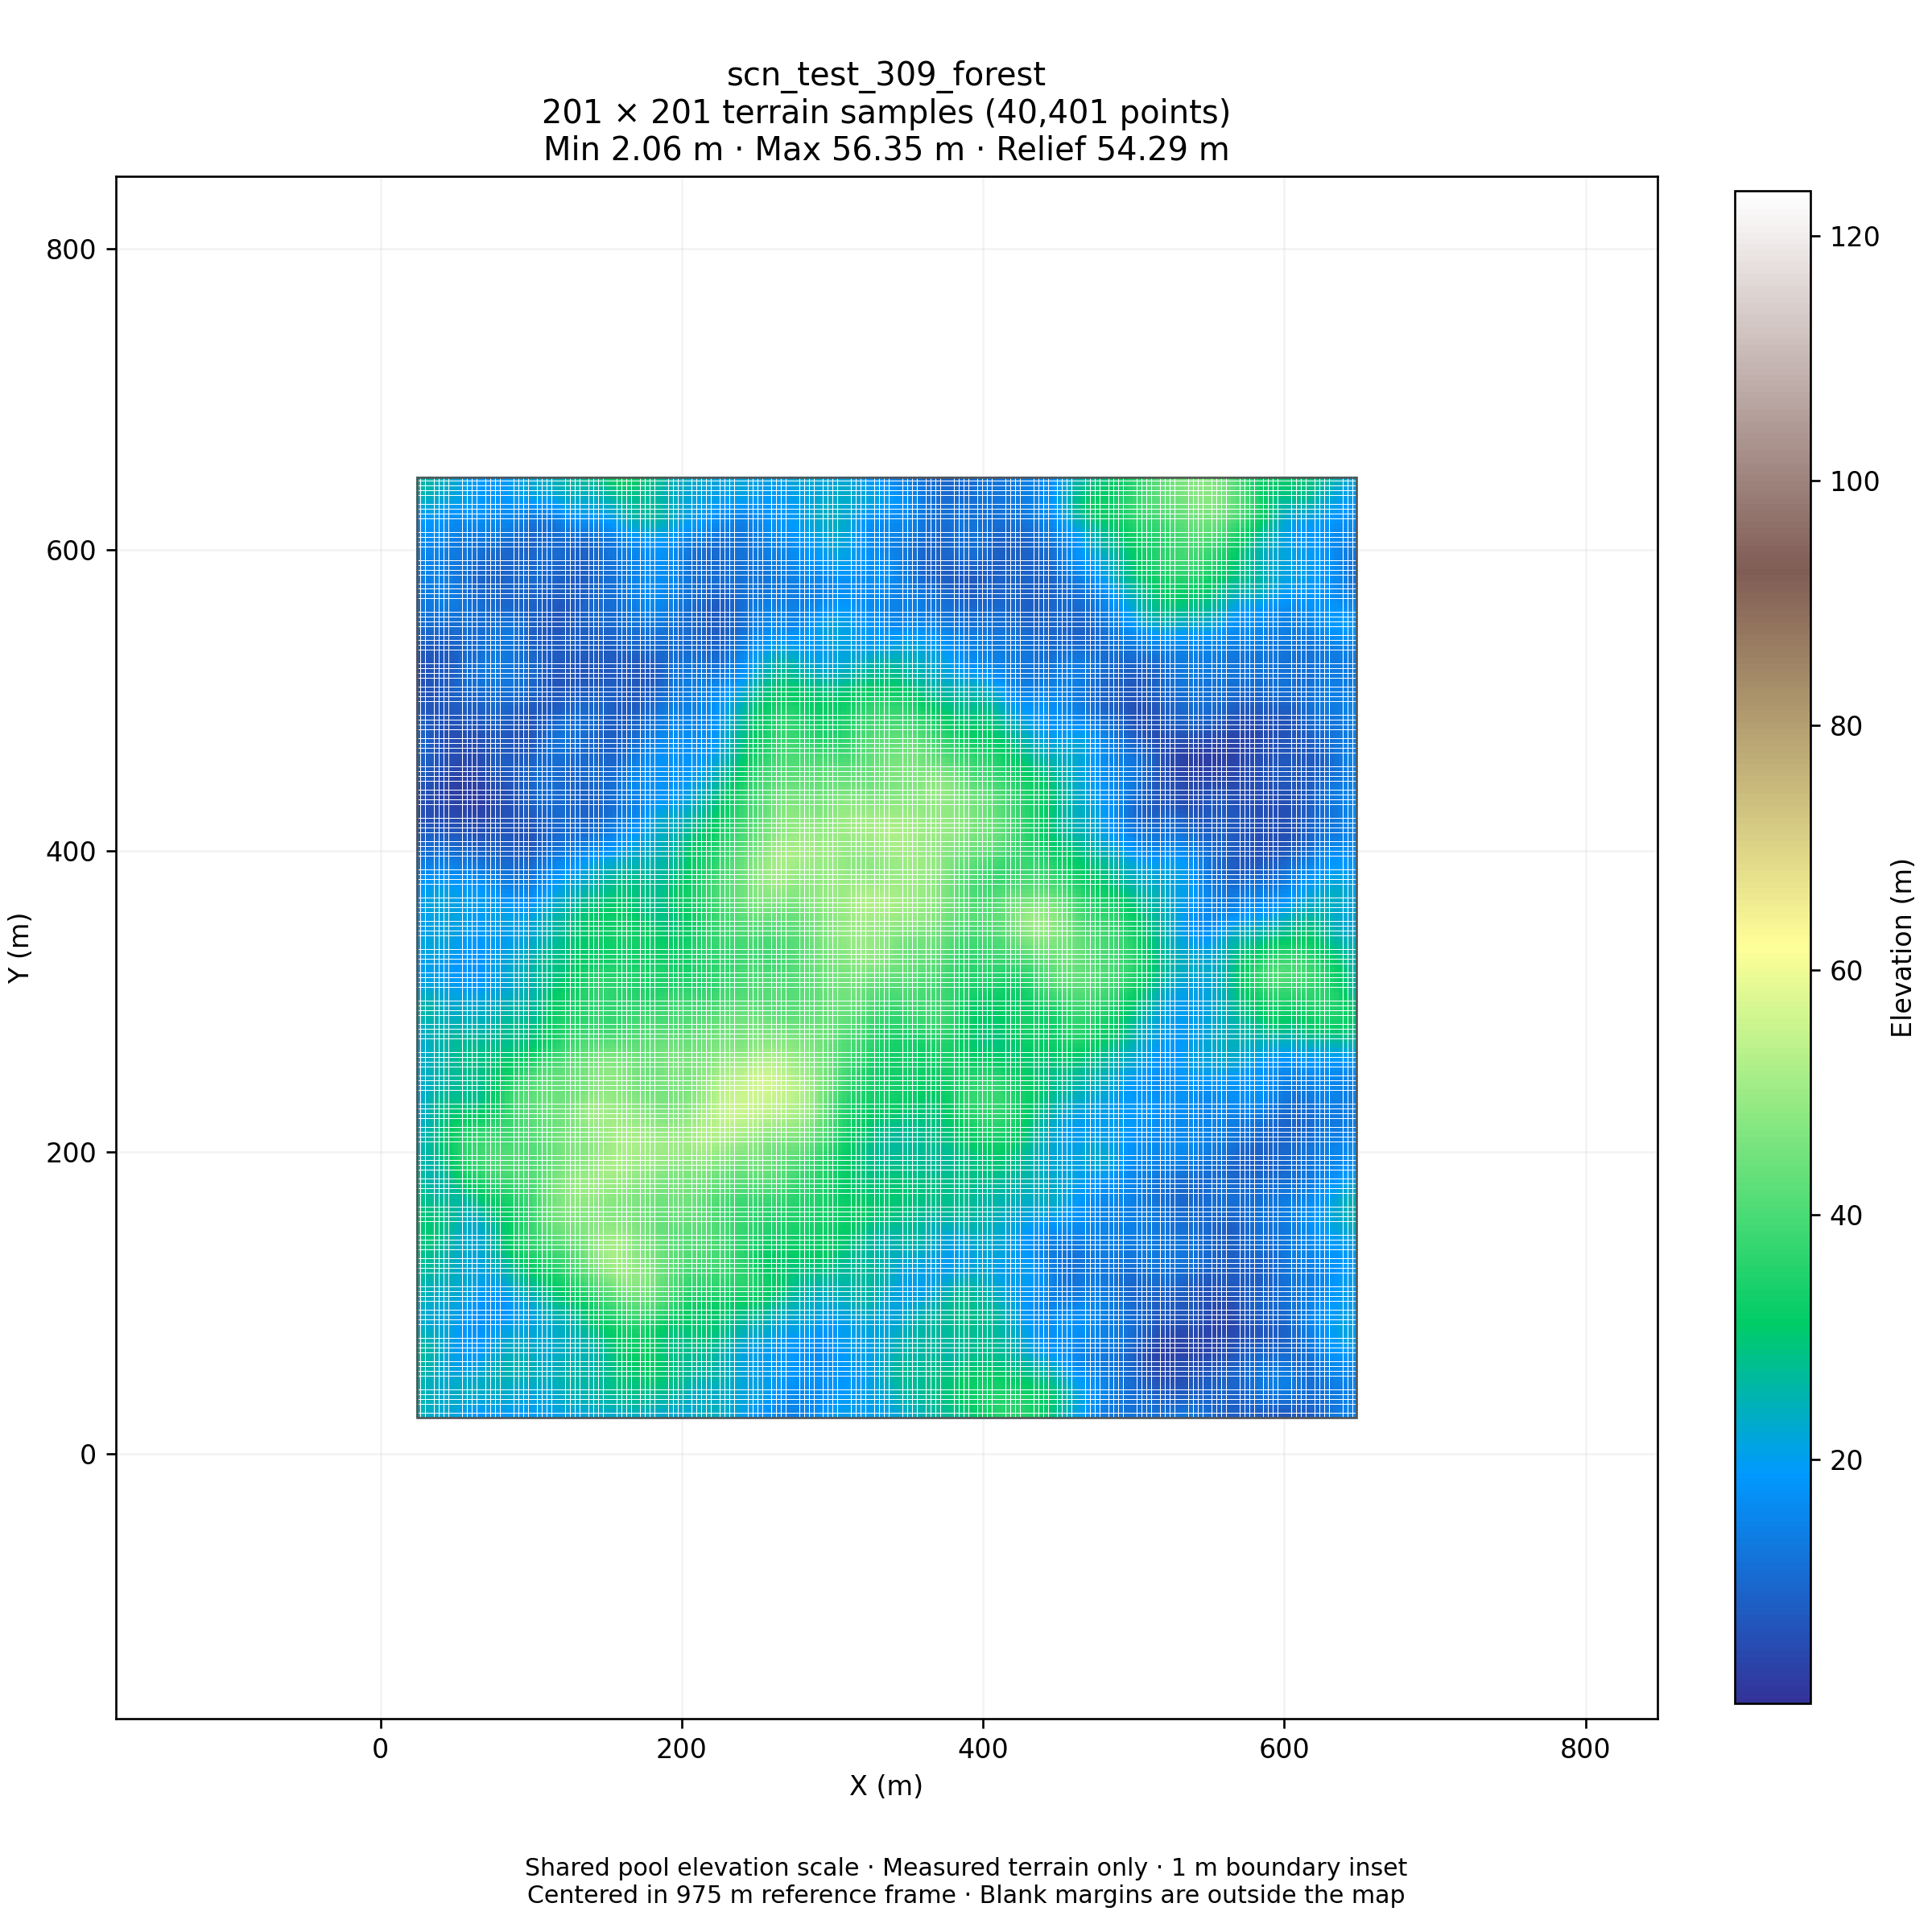 scn_test_309_forest
201 × 201 terrain samples (40,401 points)
Min 2.06 m · Max 56.35 m · Relief 54.29 m
800
600
400
200
0
Y (m)
0
200
400
600
800
X (m)
120
100
80
60
40
20
Elevation (m)
Shared pool elevation scale · Measured terrain only · 1 m boundary inset
Centered in 975 m reference frame · Blank margins are outside the map